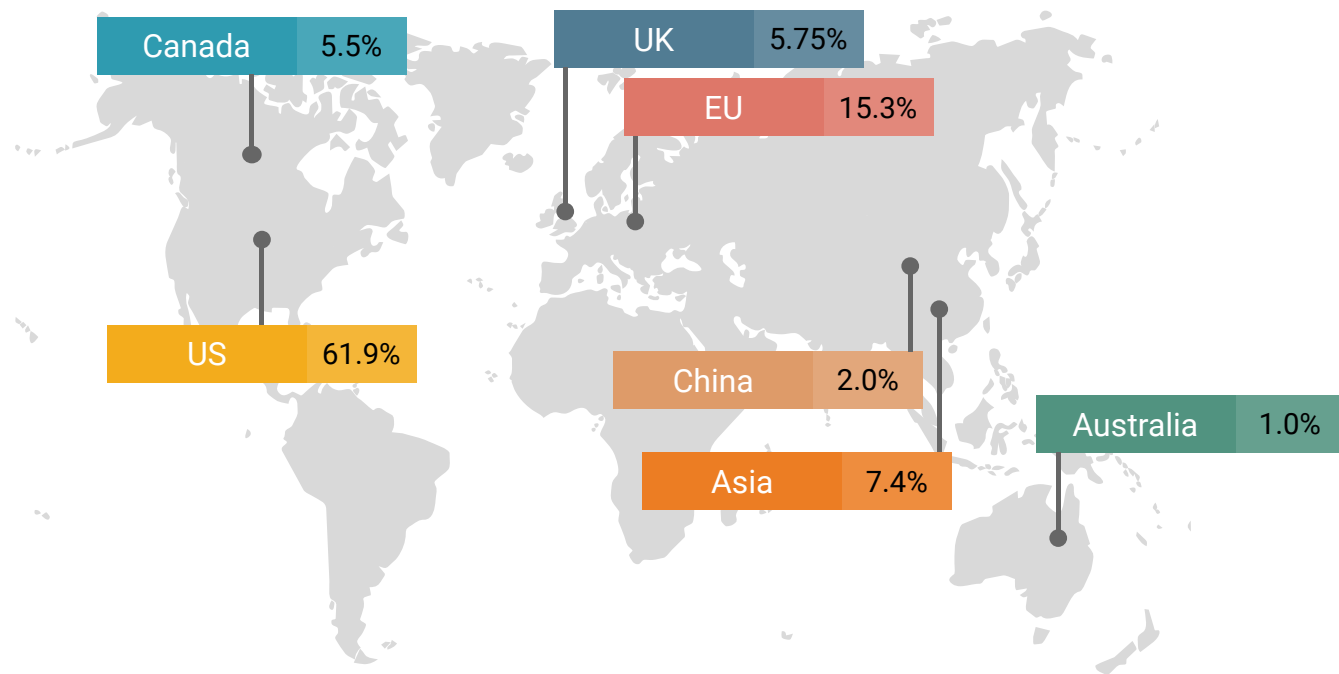 Canada 5.5%
UK 5.75%
EU 15.3%
US 61.9%
China 2.0%
Australia 1.0%
Asia 7.4%